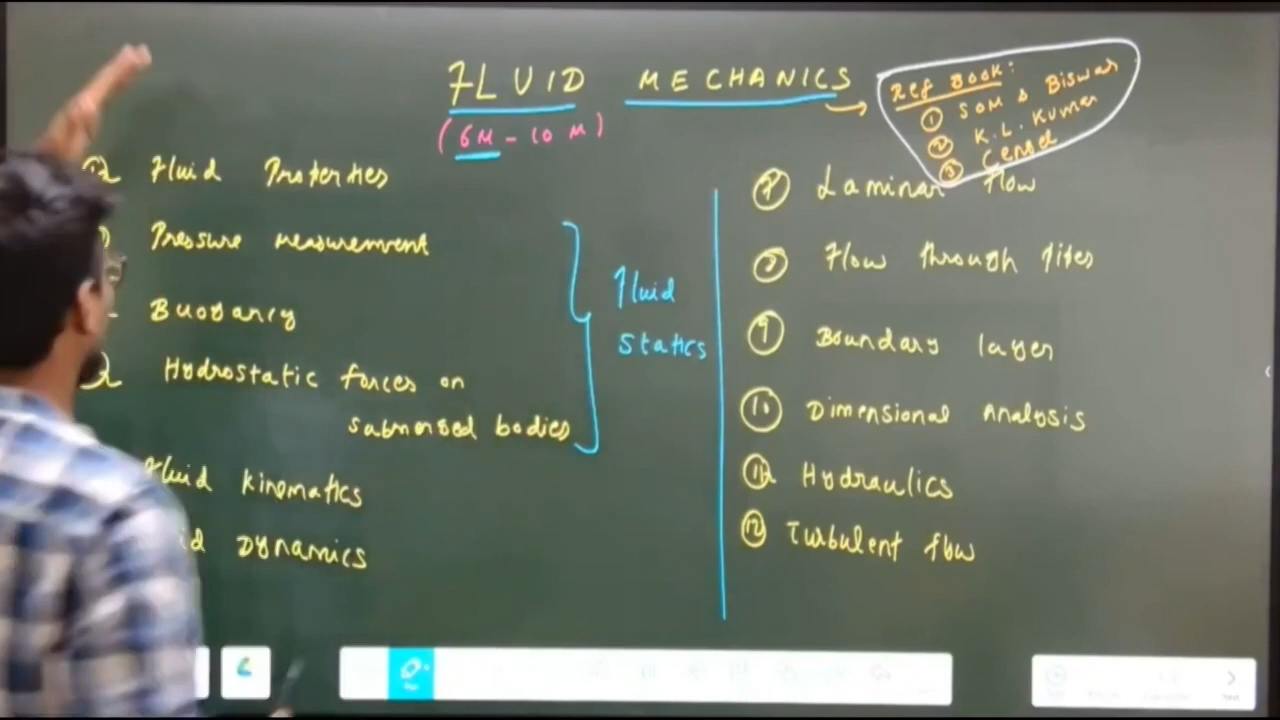 FLUID MECHANICS
(6M - 10 M)
Ref Book:
① SOM & Biswas
② K.L. Kumar
③ Cengel
Fluid Properties
Pressure measurement
Buoyancy
Hydrostatic forces on
submersed bodies
Fluid
statics
Fluid kinematics
Dynamics
⑦ Laminar flow
⑧ Flow through pipes
⑨ Boundary layer
⑩ Dimensional Analysis
⑪ Hydraulics
⑫ Turbulent flow